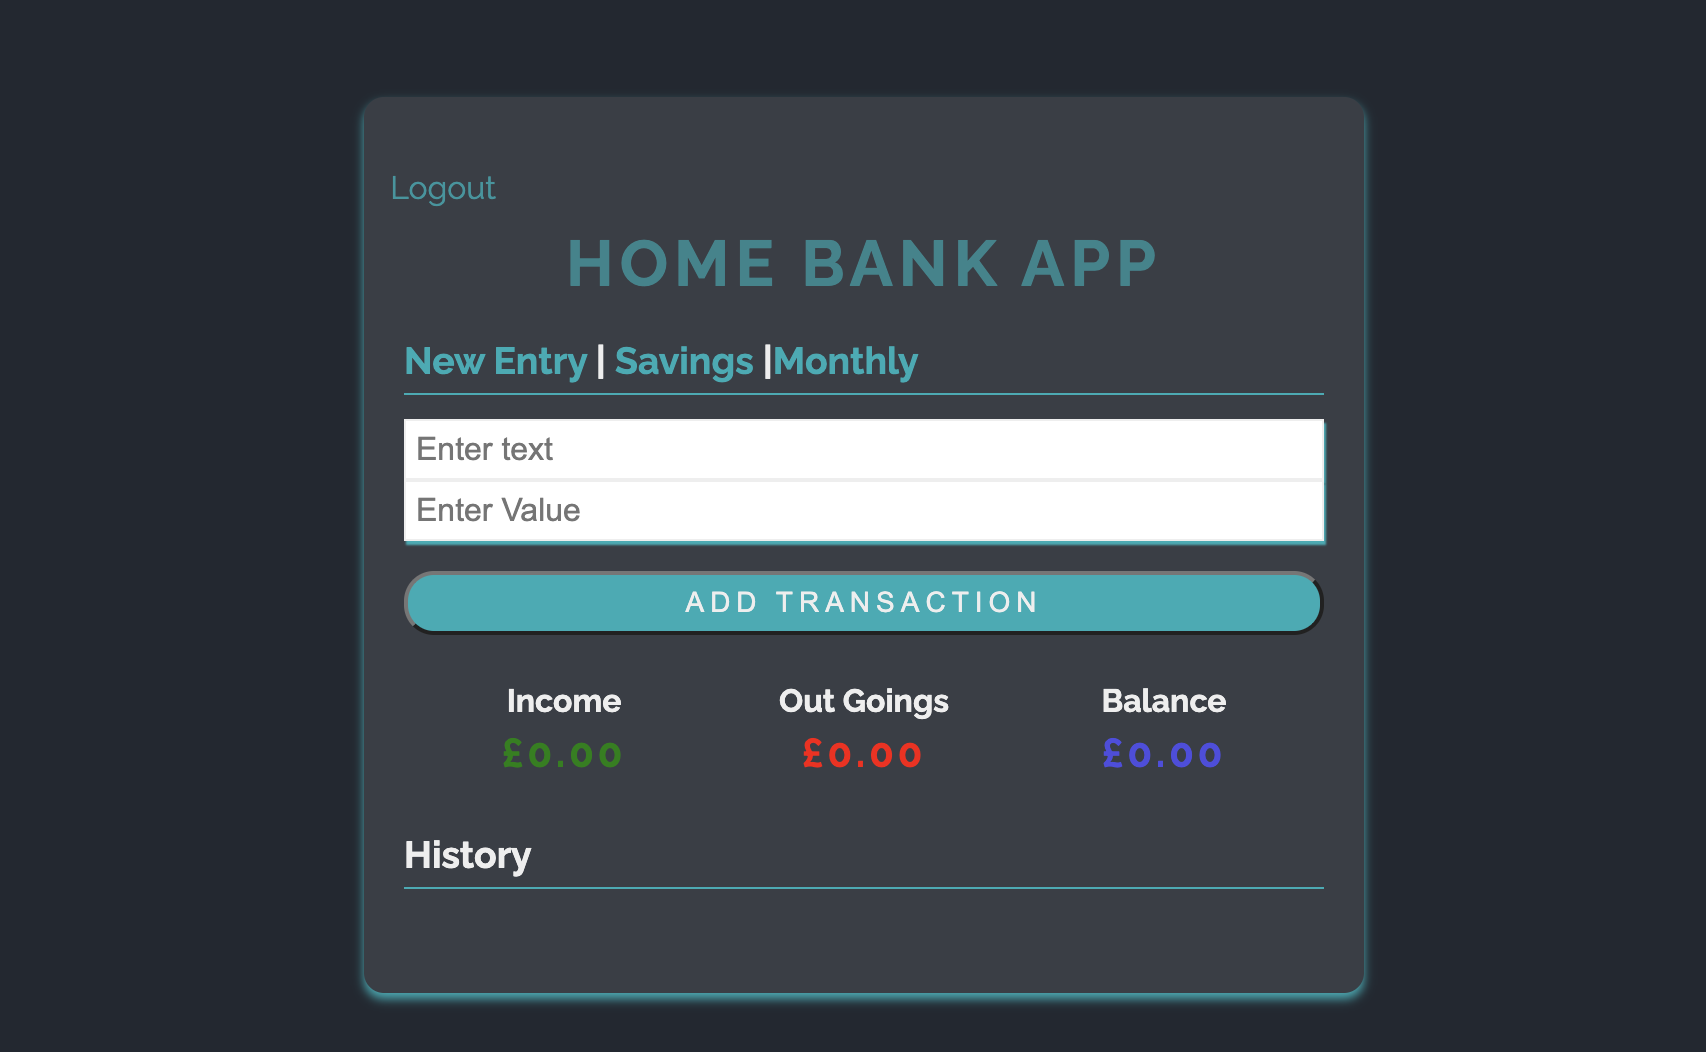 Logout
HOME BANK APP
New Entry | Savings |Monthly
Enter text
Enter Value
ADD TRANSACTION
Income Out Goings Balance
£0.00 £0.00 £0.00
History